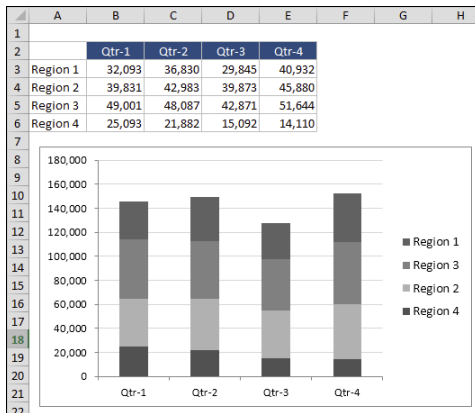 A B C D E F G H
1
2 Qtr-1 Qtr-2 Qtr-3 Qtr-4
3 Region 1 32,093 36,830 29,845 40,932
4 Region 2 39,831 42,983 39,873 45,880
5 Region 3 49,001 48,087 42,871 51,644
6 Region 4 25,093 21,882 15,092 14,110
7
8 180,000
9 160,000
10
11 140,000
12 120,000
13 100,000 Region 1
14
15 80,000 Region 3
16 60,000 Region 2
17
18 40,000 Region 4
19 20,000
20 0
21 Qtr-1 Qtr-2 Qtr-3 Qtr-4
22